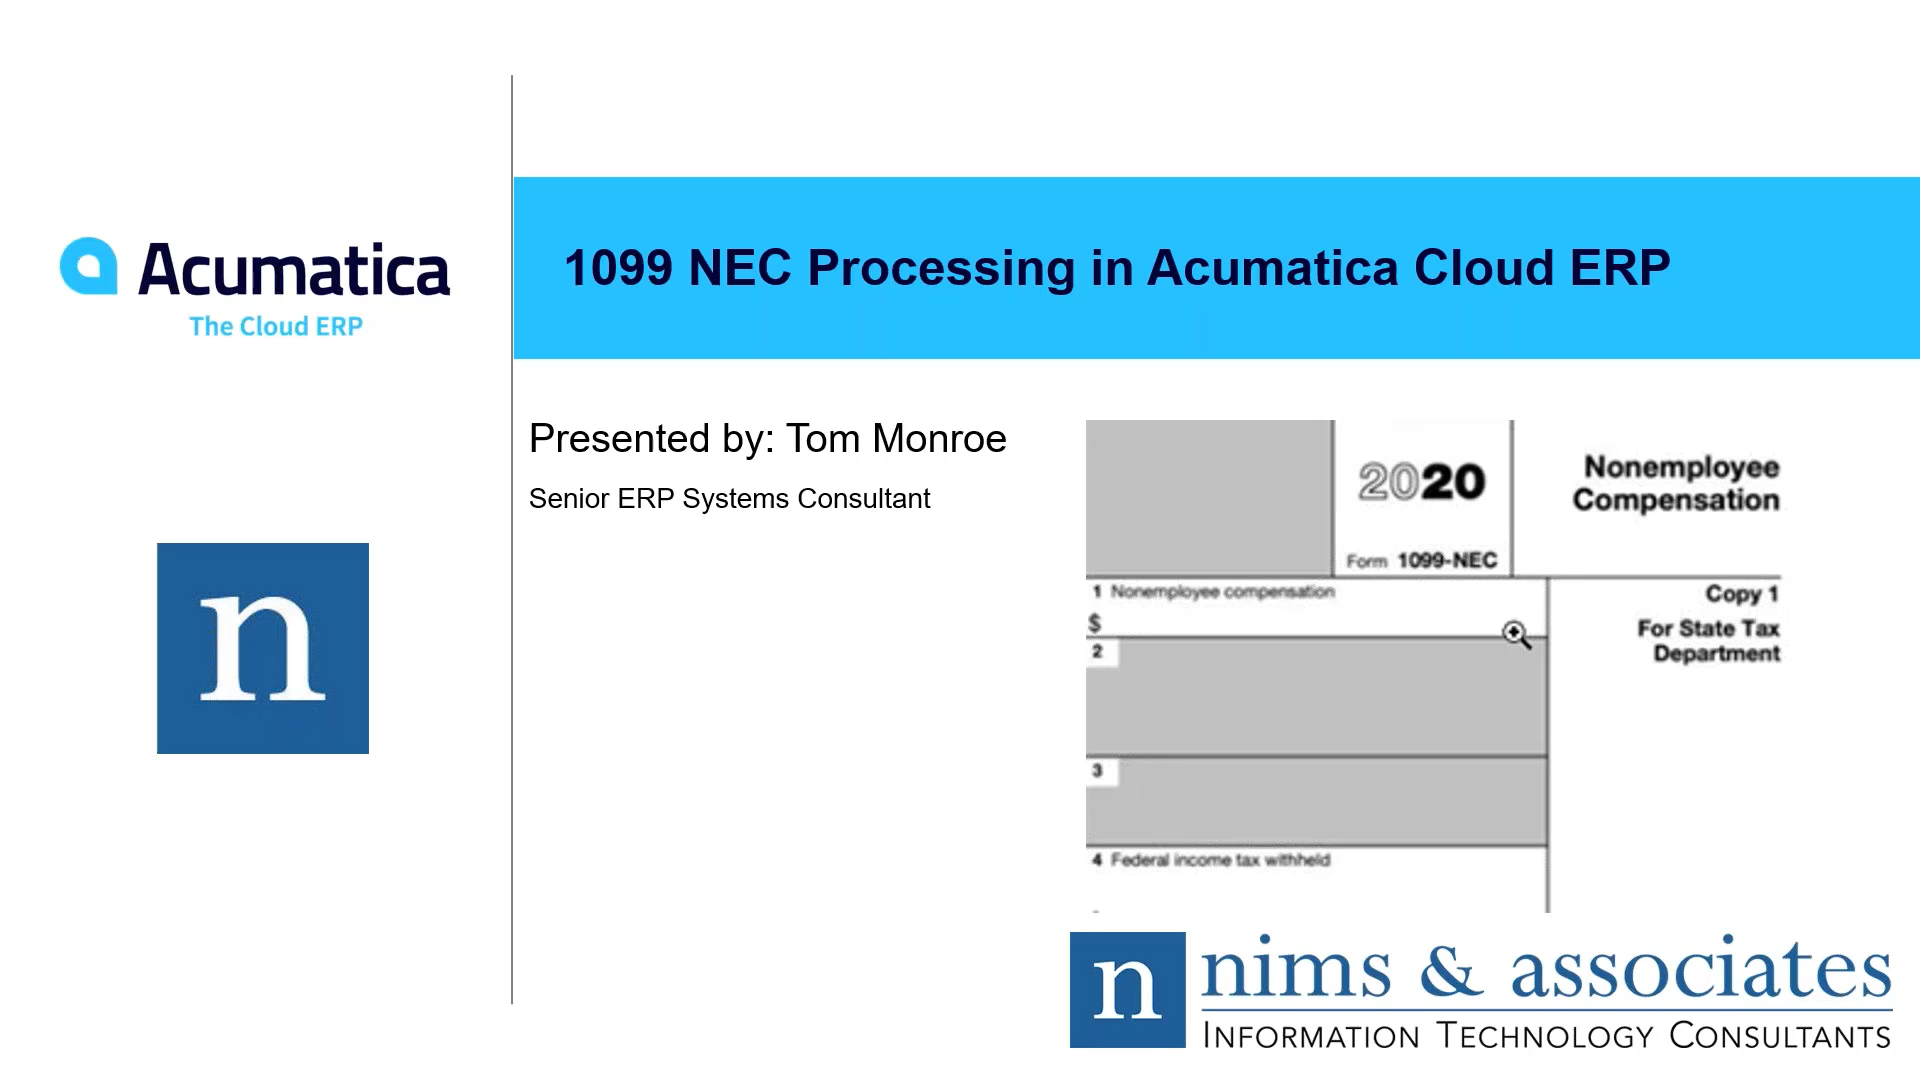 Acumatica
The Cloud ERP
n
1099 NEC Processing in Acumatica Cloud ERP
Presented by: Tom Monroe
Senior ERP Systems Consultant
2020
Form 1099-NEC
Nonemployee
Compensation
1 Nonemployee compensation
$
2
3
4 Federal income tax withheld
Copy 1
For State Tax
Department
n
nims & associates
INFORMATION TECHNOLOGY CONSULTANTS